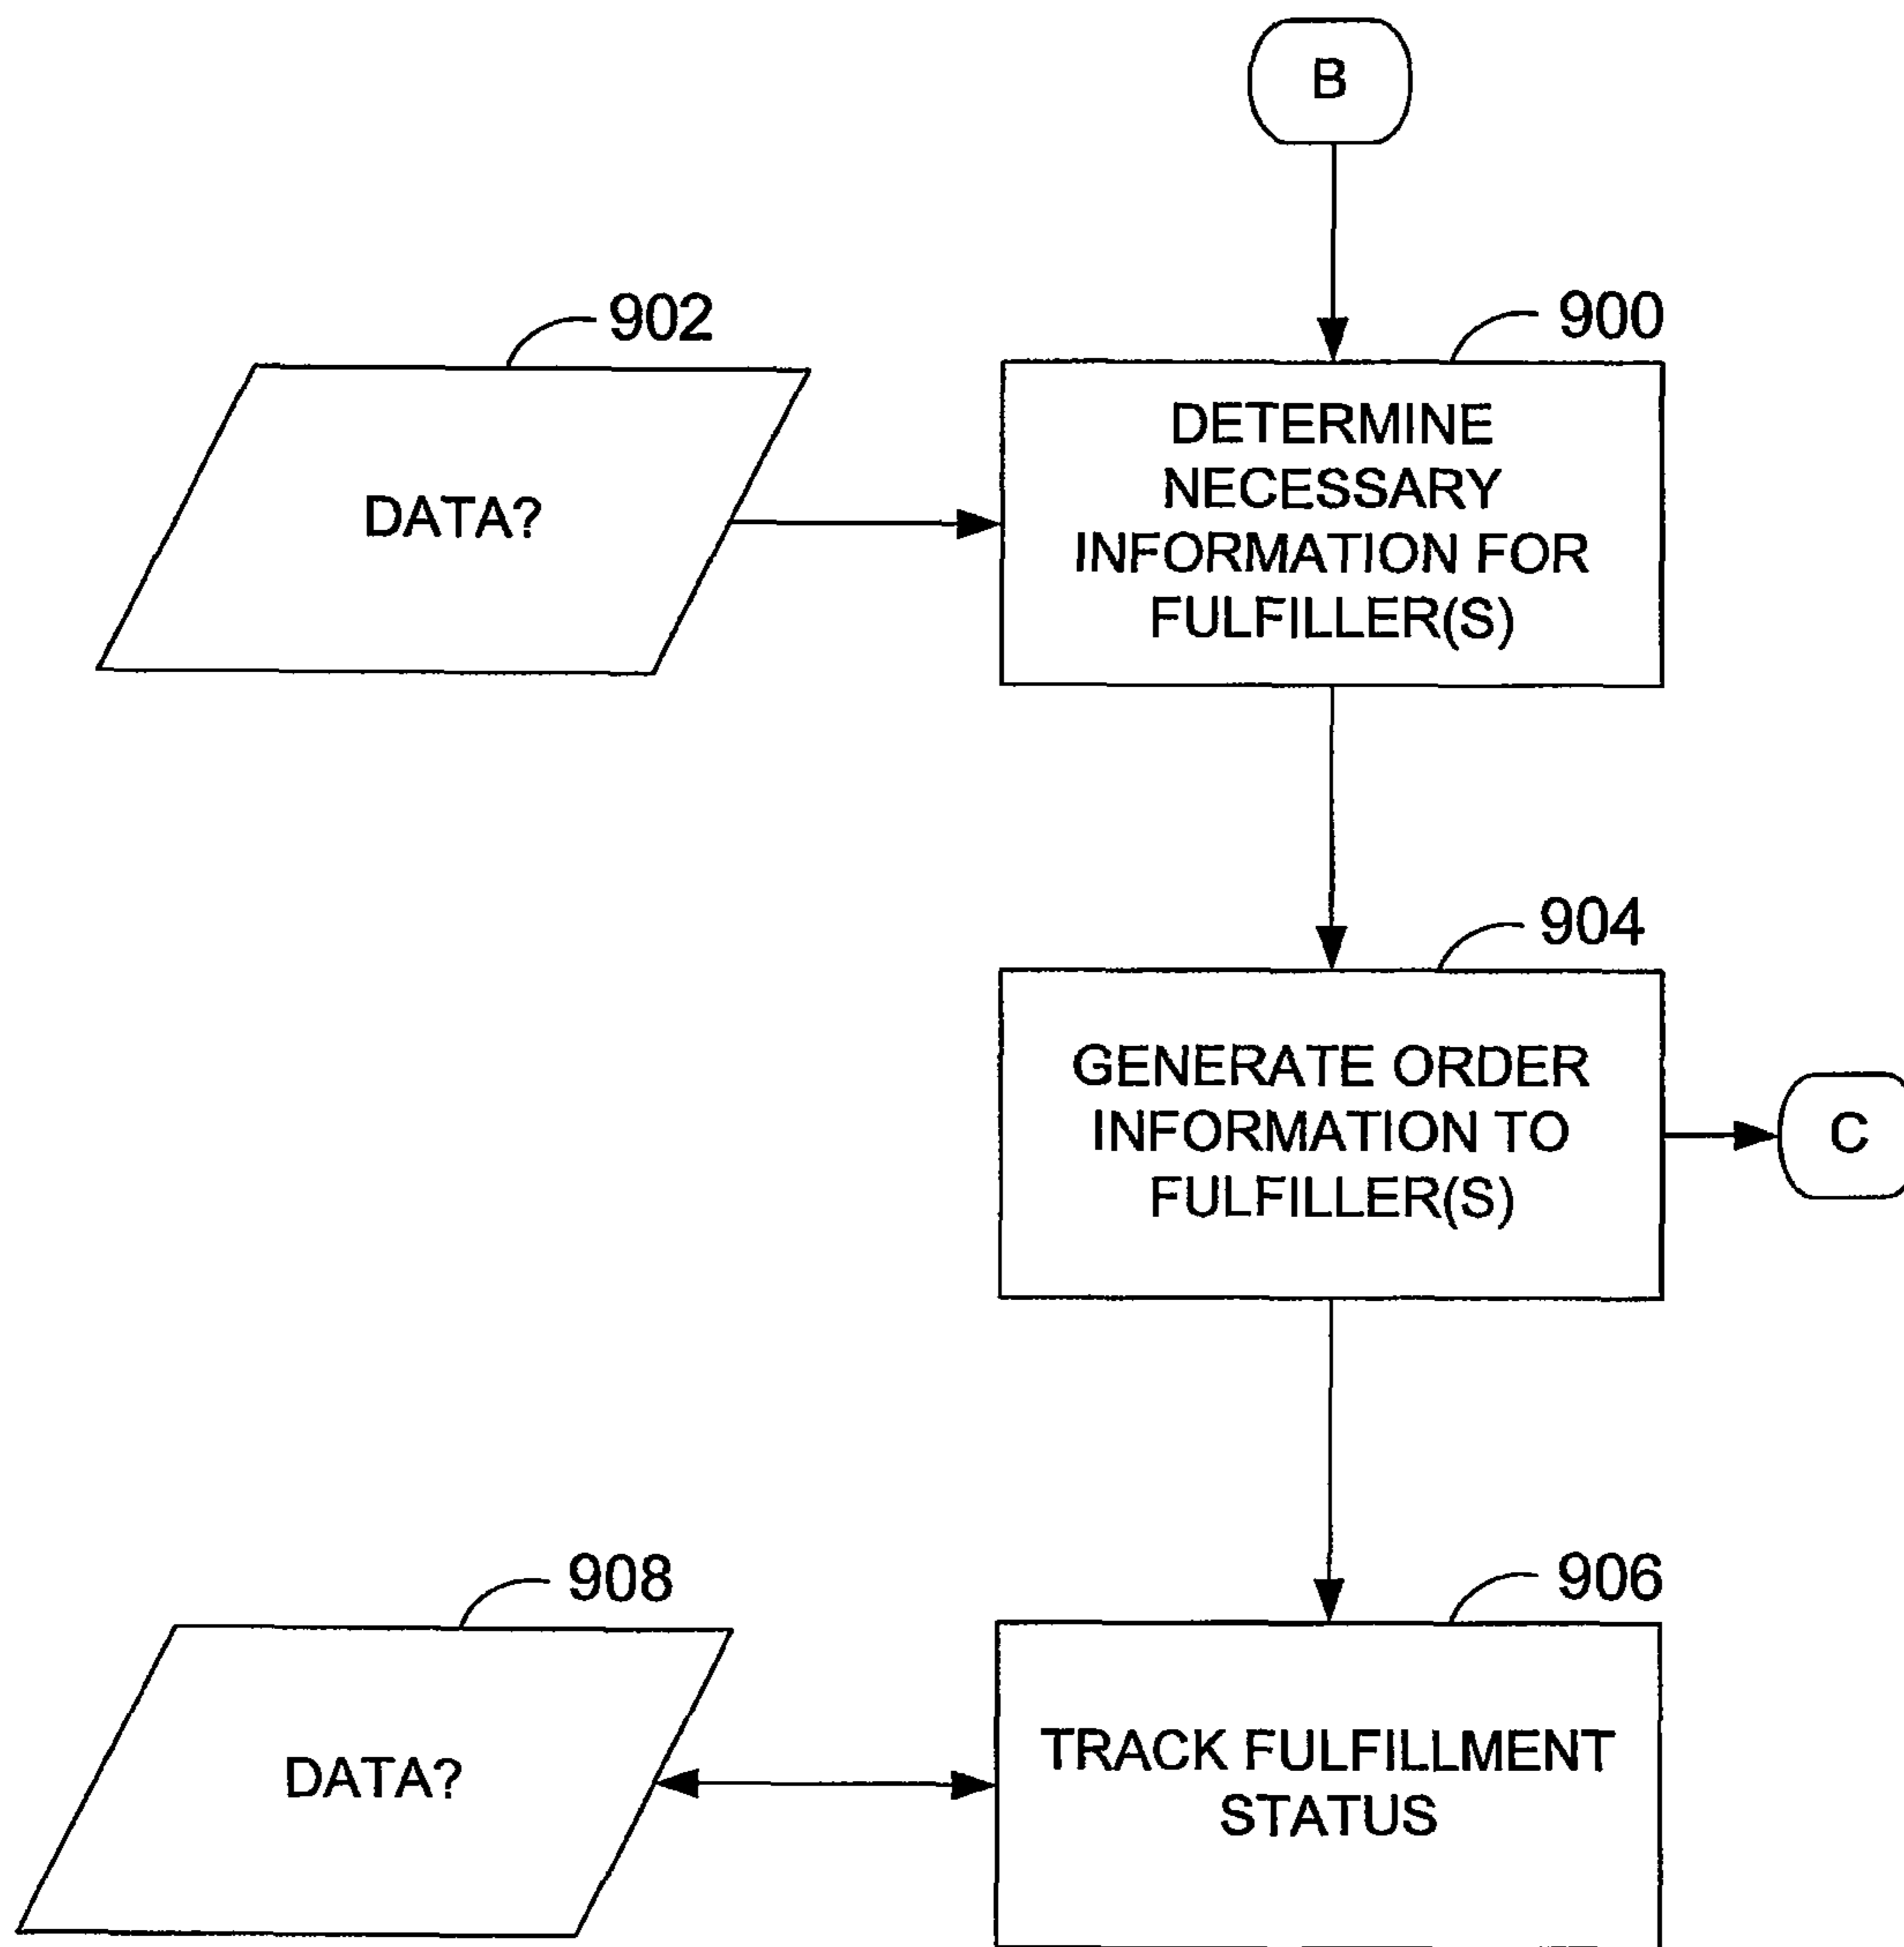 B
902
900
DATA?
DETERMINE
NECESSARY
INFORMATION FOR
FULFILLER(S)
904
GENERATE ORDER
INFORMATION TO
FULFILLER(S)
C
908
906
DATA?
TRACK FULFILLMENT
STATUS